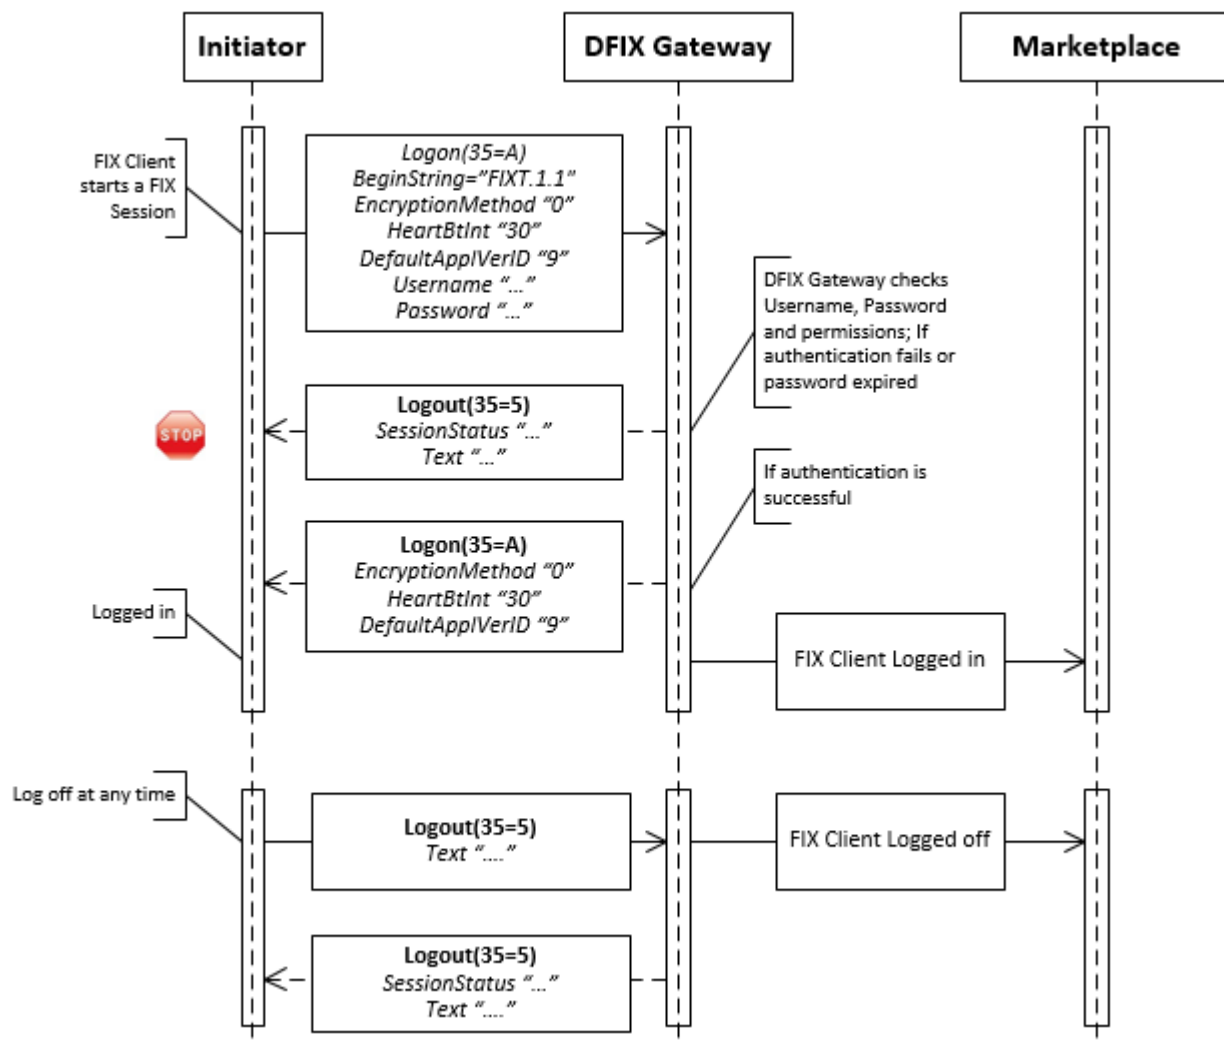 Initiator
DFIX Gateway
Marketplace
FIX Client
starts a FIX
Session
Logon(35=A)
BeginString=“FIXT.1.1”
EncryptionMethod “0”
HeartBtInt “30”
DefaultApplVerID “9”
Username “...”
Password “...”
DFIX Gateway checks
Username, Password
and permissions; If
authentication fails or
password expired
STOP
Logout(35=5)
SessionStatus “...”
Text “...”
If authentication is
successful
Logon(35=A)
EncryptionMethod “0”
HeartBtInt “30”
DefaultApplVerID “9”
Logged in
FIX Client Logged in
Log off at any time
Logout(35=5)
Text “....”
FIX Client Logged off
Logout(35=5)
SessionStatus “...”
Text “....”